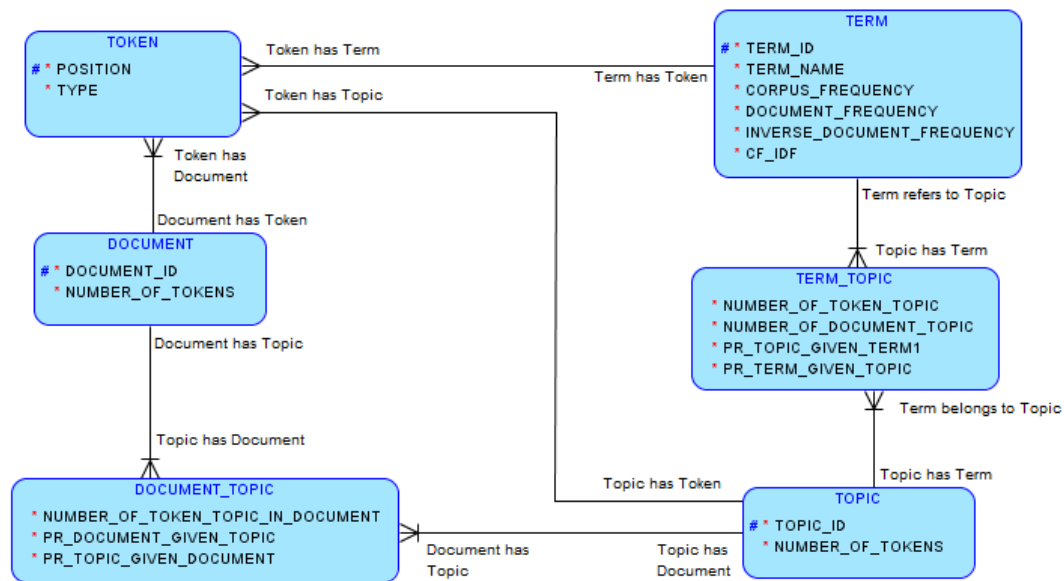 TOKEN
# * POSITION
* TYPE
Token has Term
Term has Token
Token has Topic
TERM
# * TERM_ID
* TERM_NAME
* CORPUS_FREQUENCY
* DOCUMENT_FREQUENCY
* INVERSE_DOCUMENT_FREQUENCY
* CF_IDF
Token has
Document
Document has Token
Term refers to Topic
Topic has Term
DOCUMENT
# * DOCUMENT_ID
* NUMBER_OF_TOKENS
TERM_TOPIC
* NUMBER_OF_TOKEN_TOPIC
* NUMBER_OF_DOCUMENT_TOPIC
* PR_TOPIC_GIVEN_TERM1
* PR_TERM_GIVEN_TOPIC
Document has Topic
Topic has Document
Term belongs to Topic
Topic has Term
Topic has Token
DOCUMENT_TOPIC
* NUMBER_OF_TOKEN_TOPIC_IN_DOCUMENT
* PR_DOCUMENT_GIVEN_TOPIC
* PR_TOPIC_GIVEN_DOCUMENT
Document has
Topic
Topic has
Document
TOPIC
# * TOPIC_ID
* NUMBER_OF_TOKENS